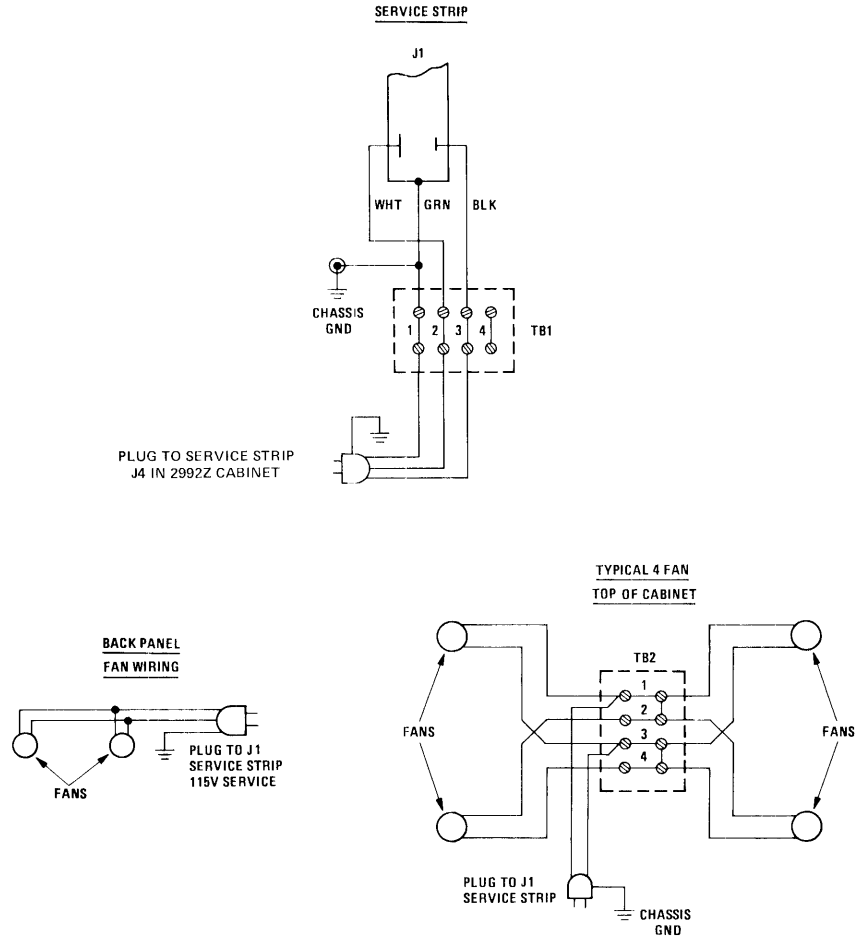 SERVICE STRIP
J1
WHT GRN BLK
CHASSIS
GND
1 2 3 4
TB1
PLUG TO SERVICE STRIP
J4 IN 2992Z CABINET
TYPICAL 4 FAN
TOP OF CABINET
BACK PANEL
FAN WIRING
PLUG TO J1
SERVICE STRIP
115V SERVICE
FANS
TB2
1
2
3
4
FANS
FANS
PLUG TO J1
SERVICE STRIP
CHASSIS
GND